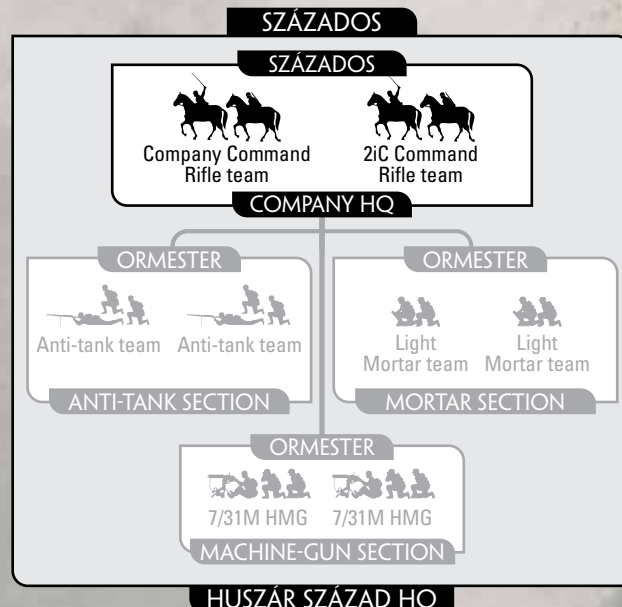 SZÁZADOS
SZÁZADOS
Company Command
Rifle team
2iC Command
Rifle team
COMPANY HQ
ORMESTER
Anti-tank team
Anti-tank team
ANTI-TANK SECTION
ORMESTER
Light
Mortar team
Light
Mortar team
MORTAR SECTION
ORMESTER
7/31M HMG
7/31M HMG
MACHINE-GUN SECTION
HUSZÁR SZÁZAD HQ